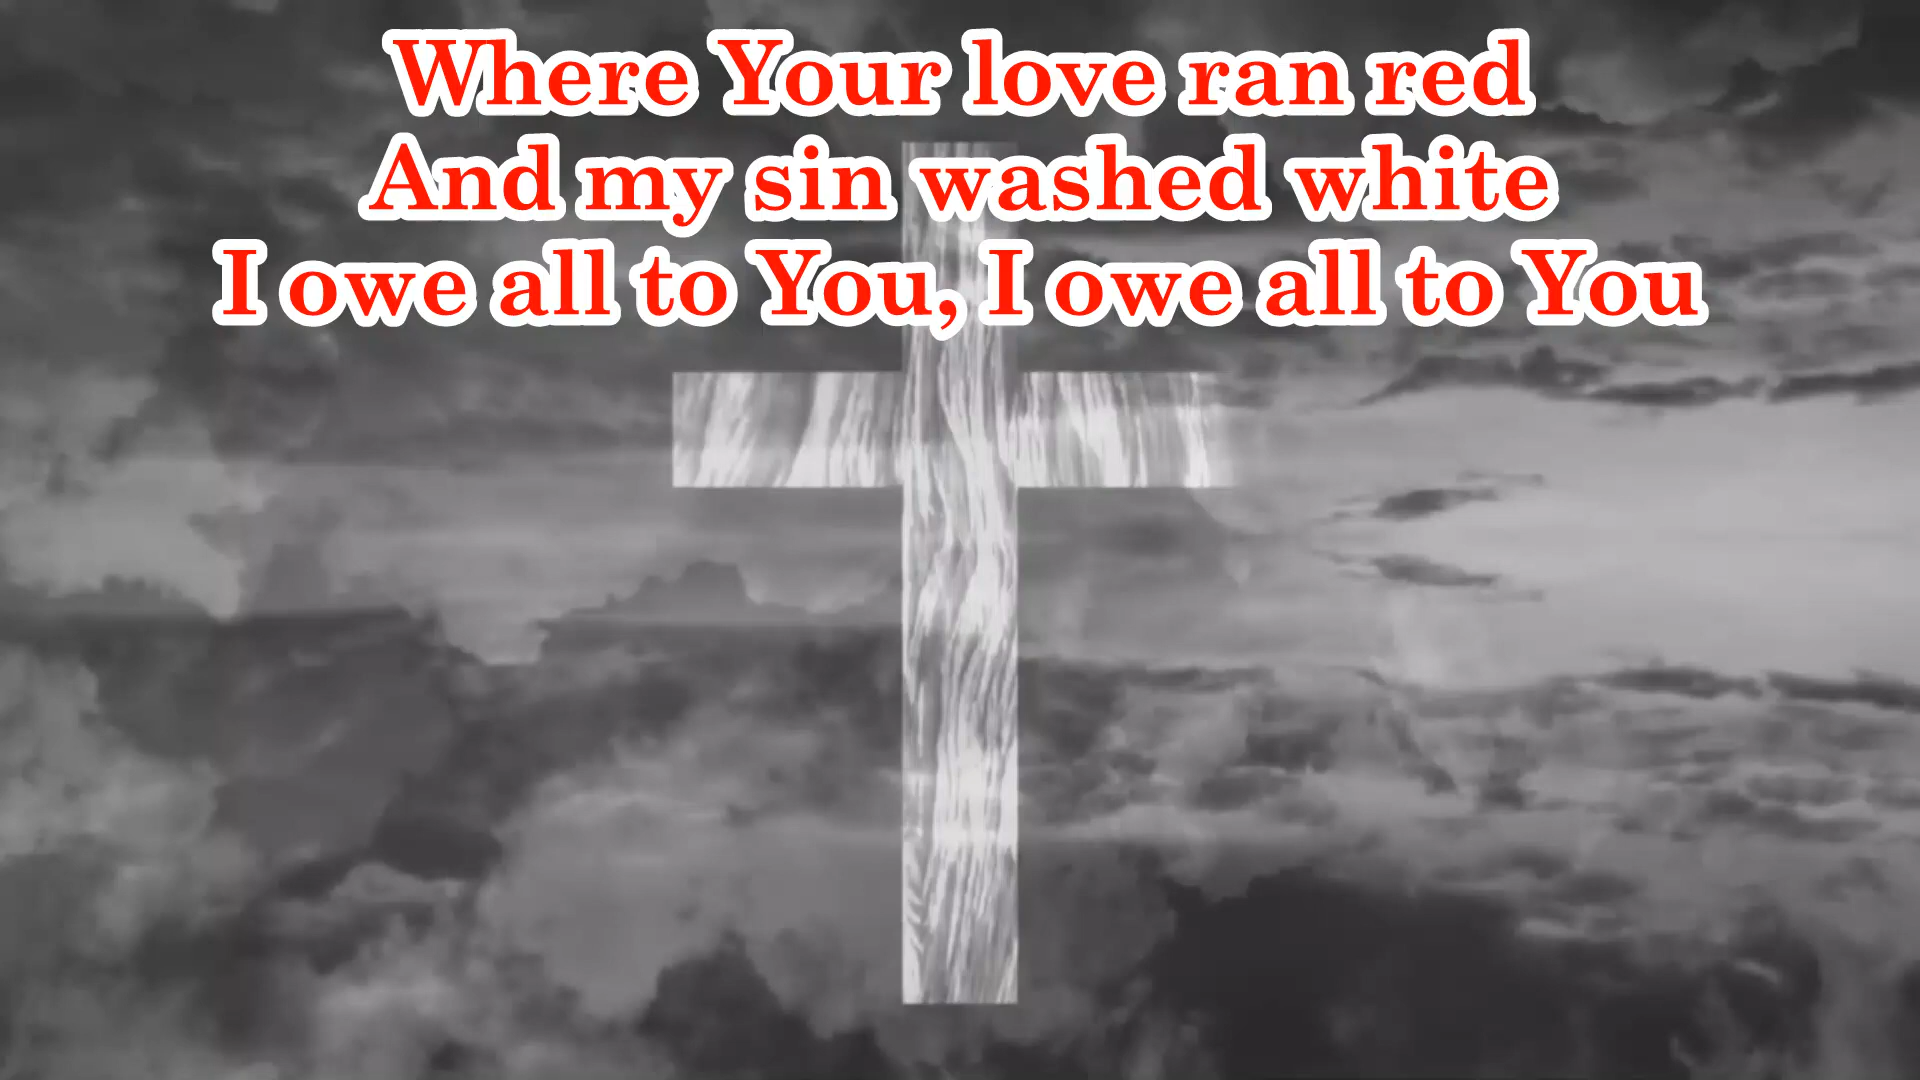 Where Your love ran red
And my sin washed white
I owe all to You, I owe all to You